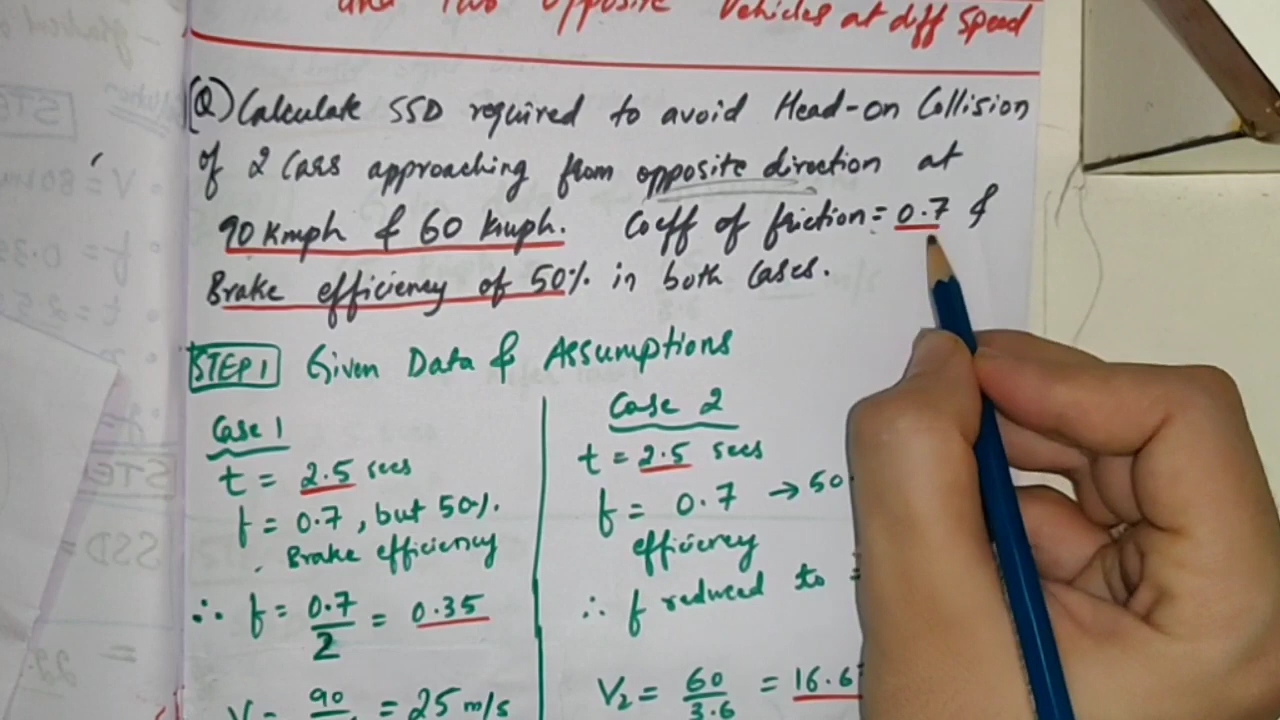 and Two Opposite Vehicles at diff Speed
(Q) Calculate SSD required to avoid Head-on Collision
of 2 Cars approaching from opposite direction at
90 Kmph & 60 Kmph. Coeff of friction = 0.7 &
Brake efficiency of 50% in both Cases.
STEP 1 Given Data & Assumptions
Case 1
t = 2.5 secs
f = 0.7, but 50%.
Brake efficiency
∴ f = 0.7/2 = 0.35
V = 90 = 25 m/s
Case 2
t = 2.5 secs
f = 0.7 → 50
efficiency
∴ f reduced to =
V2 = 60/3.6 = 16.6